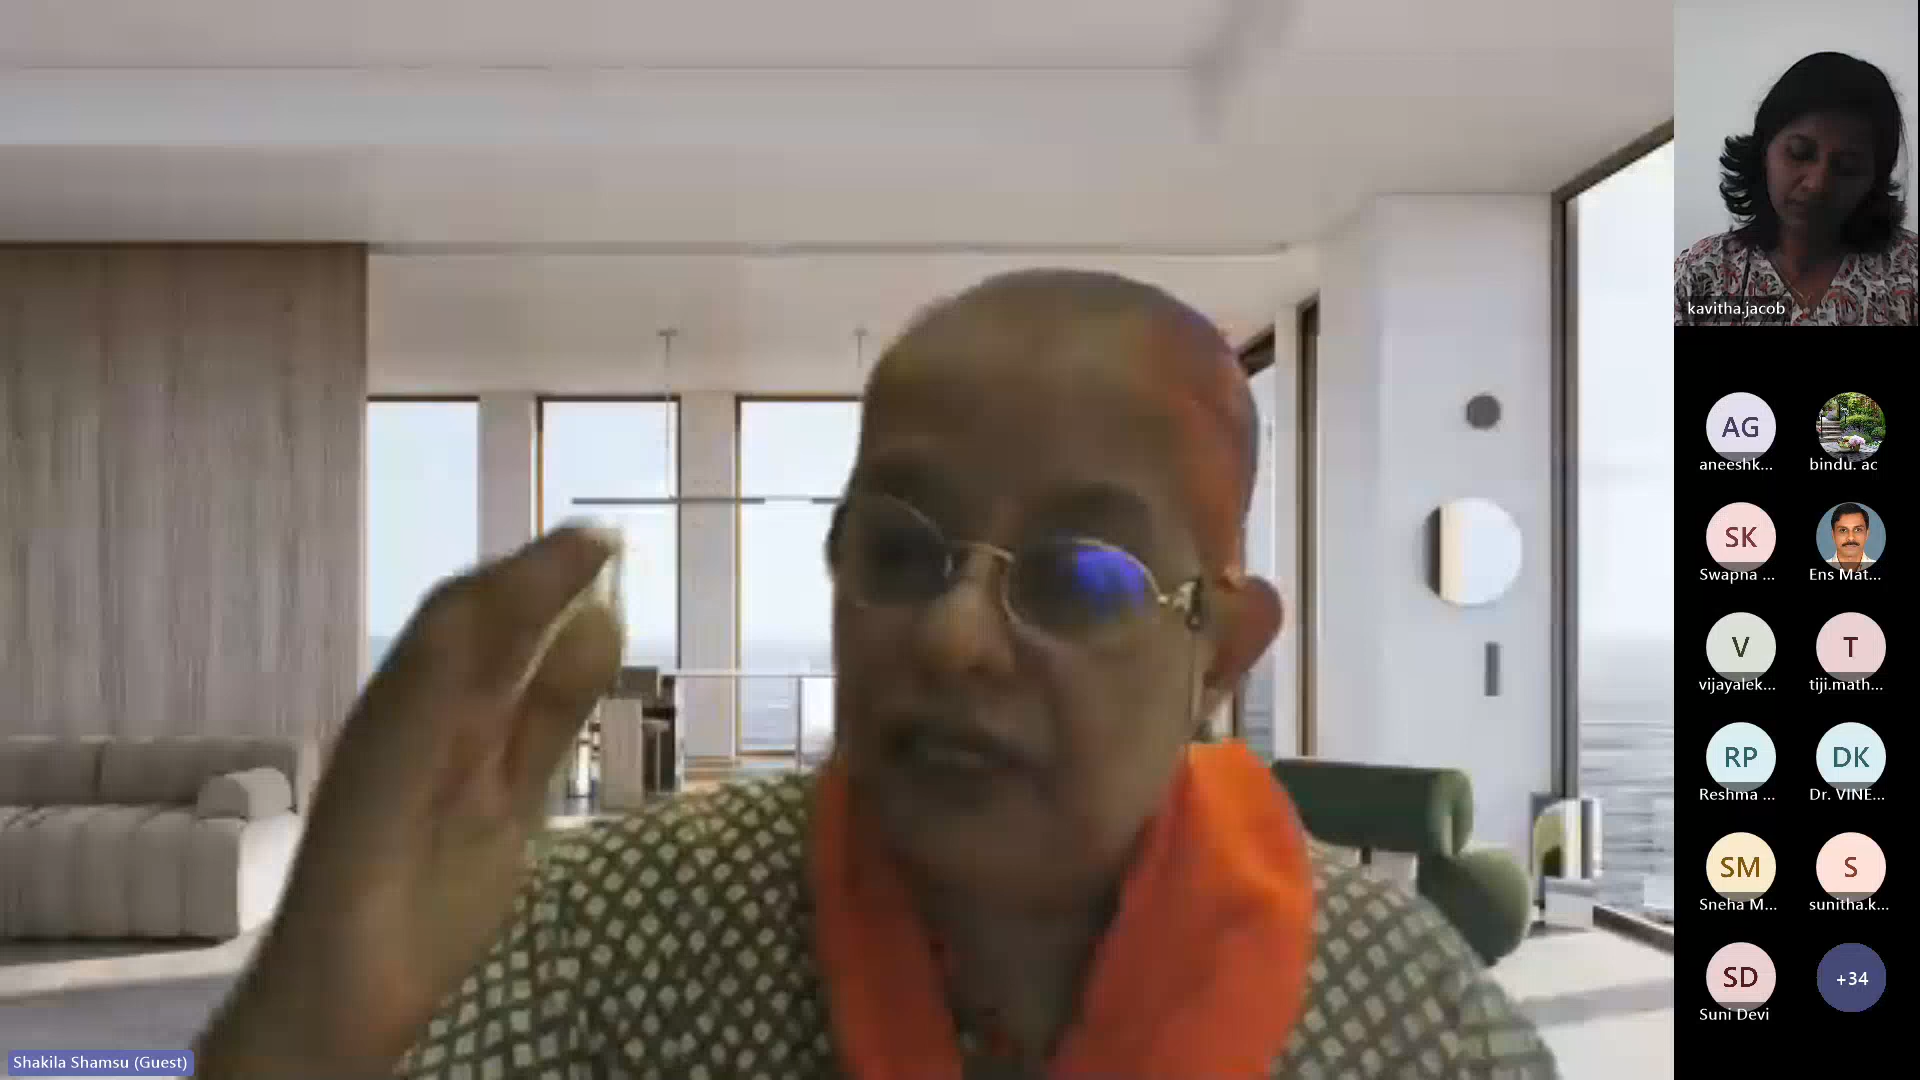 kavitha.jacob
AG
aneeshk...
bindu. ac
SK
Swapna ...
Ens Mat...
V
vijayalek...
T
tiji.math...
RP
Reshma ...
DK
Dr. VINE...
SM
Sneha M...
S
sunitha.k...
SD
Suni Devi
+34
Shakila Shamsu (Guest)